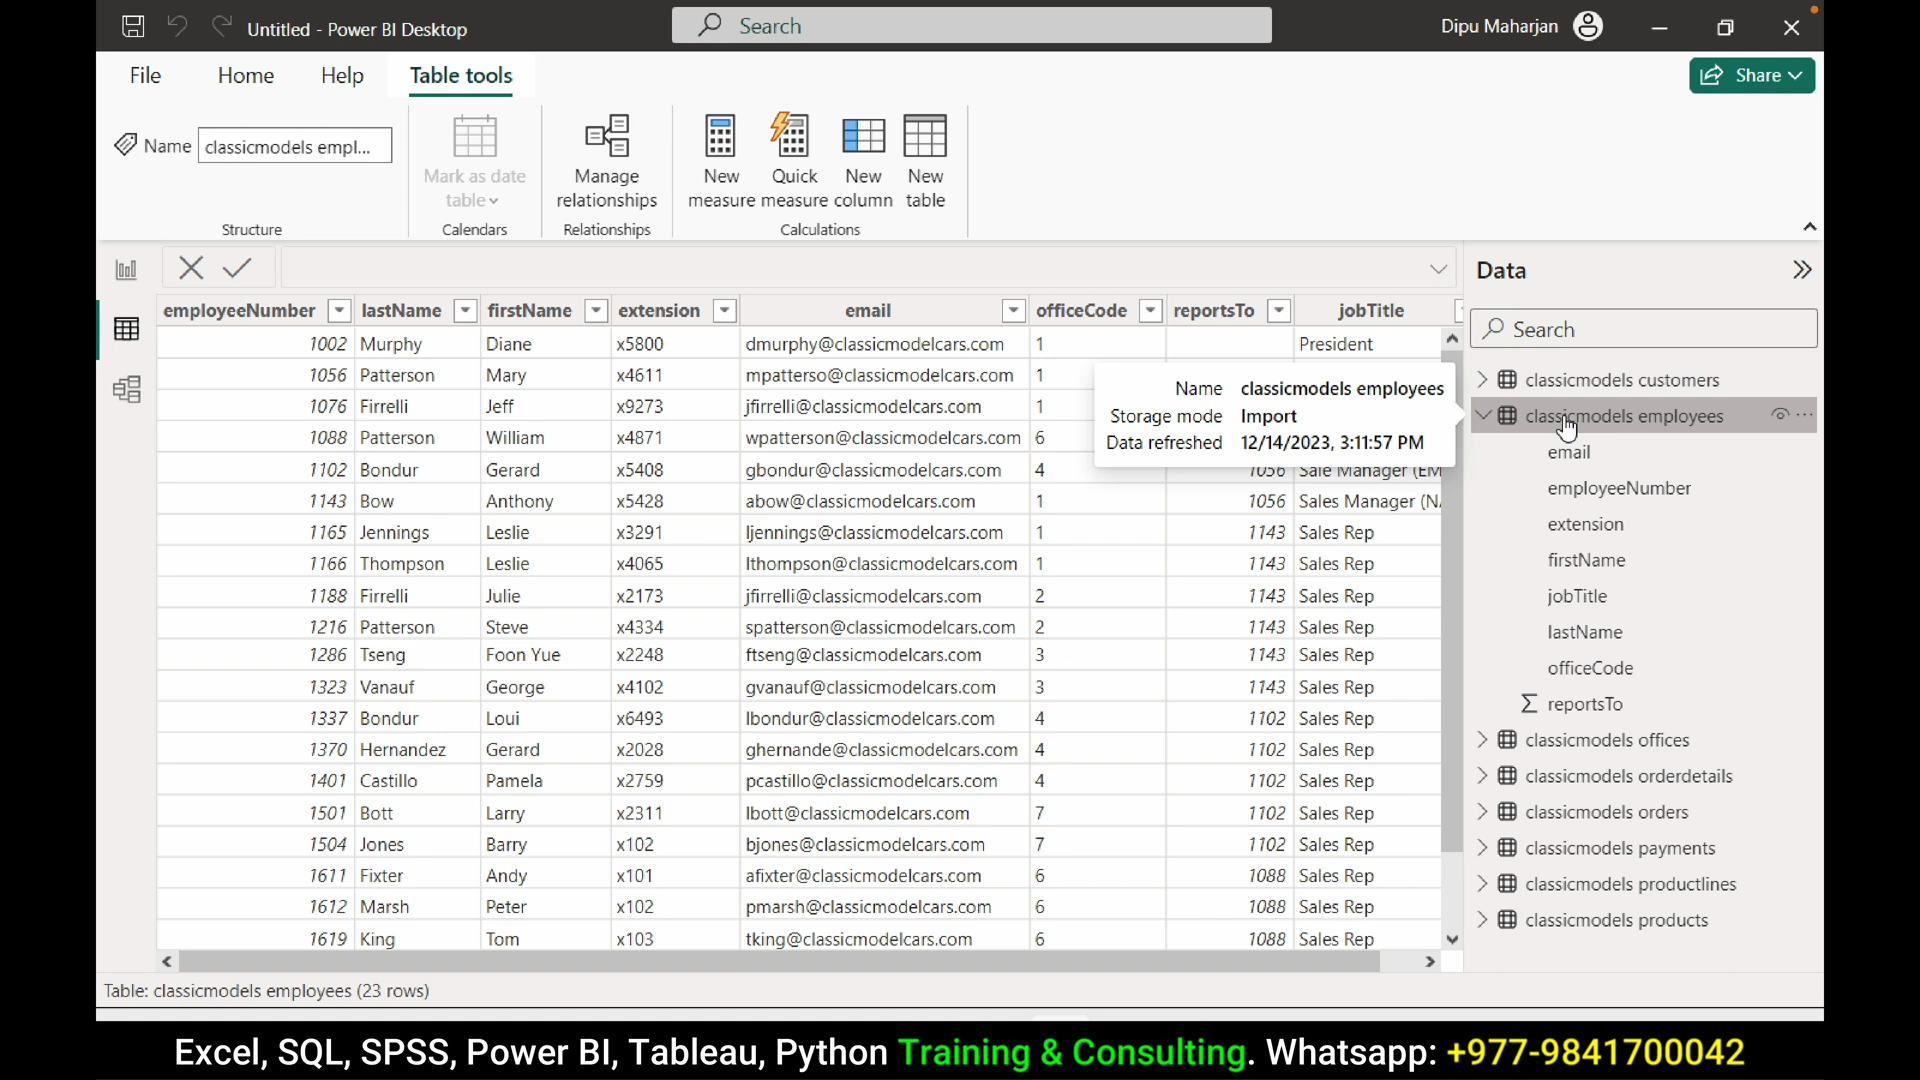 Untitled - Power BI Desktop
Search
Dipu Maharjan
File Home Help Table tools
Share
Name classicmodels empl...
Mark as date table
Manage relationships
New measure
Quick measure
New column
New table
Structure Calendars Relationships Calculations
Data
employeeNumber lastName firstName extension email officeCode reportsTo jobTitle
1002 Murphy Diane x5800 dmurphy@classicmodelcars.com 1 President
1056 Patterson Mary x4611 mpatterso@classicmodelcars.com 1
1076 Firrelli Jeff x9273 jfirrelli@classicmodelcars.com 1
1088 Patterson William x4871 wpatterson@classicmodelcars.com 6
1102 Bondur Gerard x5408 gbondur@classicmodelcars.com 4 1056 Sale Manager (EM
1143 Bow Anthony x5428 abow@classicmodelcars.com 1 1056 Sales Manager (N
1165 Jennings Leslie x3291 ljennings@classicmodelcars.com 1 1143 Sales Rep
1166 Thompson Leslie x4065 lthompson@classicmodelcars.com 1 1143 Sales Rep
1188 Firrelli Julie x2173 jfirrelli@classicmodelcars.com 2 1143 Sales Rep
1216 Patterson Steve x4334 spatterson@classicmodelcars.com 2 1143 Sales Rep
1286 Tseng Foon Yue x2248 ftseng@classicmodelcars.com 3 1143 Sales Rep
1323 Vanauf George x4102 gvanauf@classicmodelcars.com 3 1143 Sales Rep
1337 Bondur Loui x6493 lbondur@classicmodelcars.com 4 1102 Sales Rep
1370 Hernandez Gerard x2028 ghernande@classicmodelcars.com 4 1102 Sales Rep
1401 Castillo Pamela x2759 pcastillo@classicmodelcars.com 4 1102 Sales Rep
1501 Bott Larry x2311 lbott@classicmodelcars.com 7 1102 Sales Rep
1504 Jones Barry x102 bjones@classicmodelcars.com 7 1102 Sales Rep
1611 Fixter Andy x101 afixter@classicmodelcars.com 6 1088 Sales Rep
1612 Marsh Peter x102 pmarsh@classicmodelcars.com 6 1088 Sales Rep
1619 King Tom x103 tking@classicmodelcars.com 6 1088 Sales Rep
Name classicmodels employees
Storage mode Import
Data refreshed 12/14/2023, 3:11:57 PM
Search
classicmodels customers
classicmodels employees
email
employeeNumber
extension
firstName
jobTitle
lastName
officeCode
Σ reportsTo
classicmodels offices
classicmodels orderdetails
classicmodels orders
classicmodels payments
classicmodels productlines
classicmodels products
Table: classicmodels employees (23 rows)
Excel, SQL, SPSS, Power BI, Tableau, Python Training & Consulting. Whatsapp: +977-9841700042